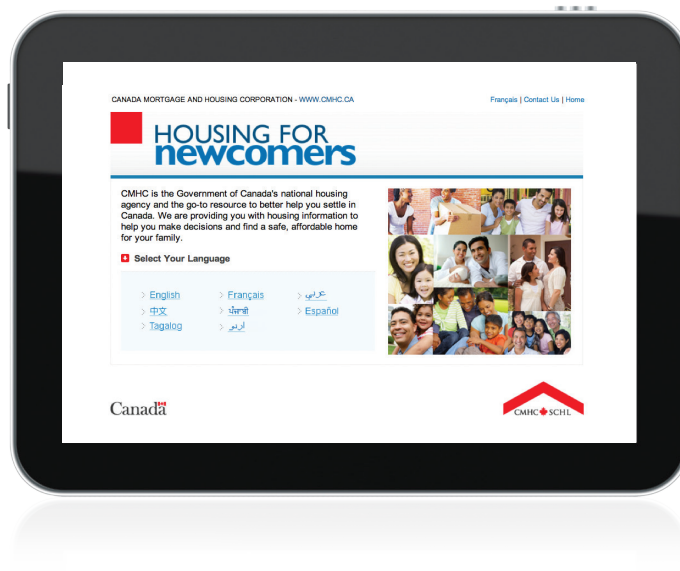 CANADA MORTGAGE AND HOUSING CORPORATION - WWW.CMHC.CA
Français | Contact Us | Home
HOUSING FOR
newcomers
CMHC is the Government of Canada's national housing
agency and the go-to resource to better help you settle in
Canada. We are providing you with housing information to
help you make decisions and find a safe, affordable home
for your family.
Select Your Language
> English > Français > عربي
> 中文 > ਪੰਜਾਬੀ > Español
> Tagalog > اردو
Canada
CMHC SCHL